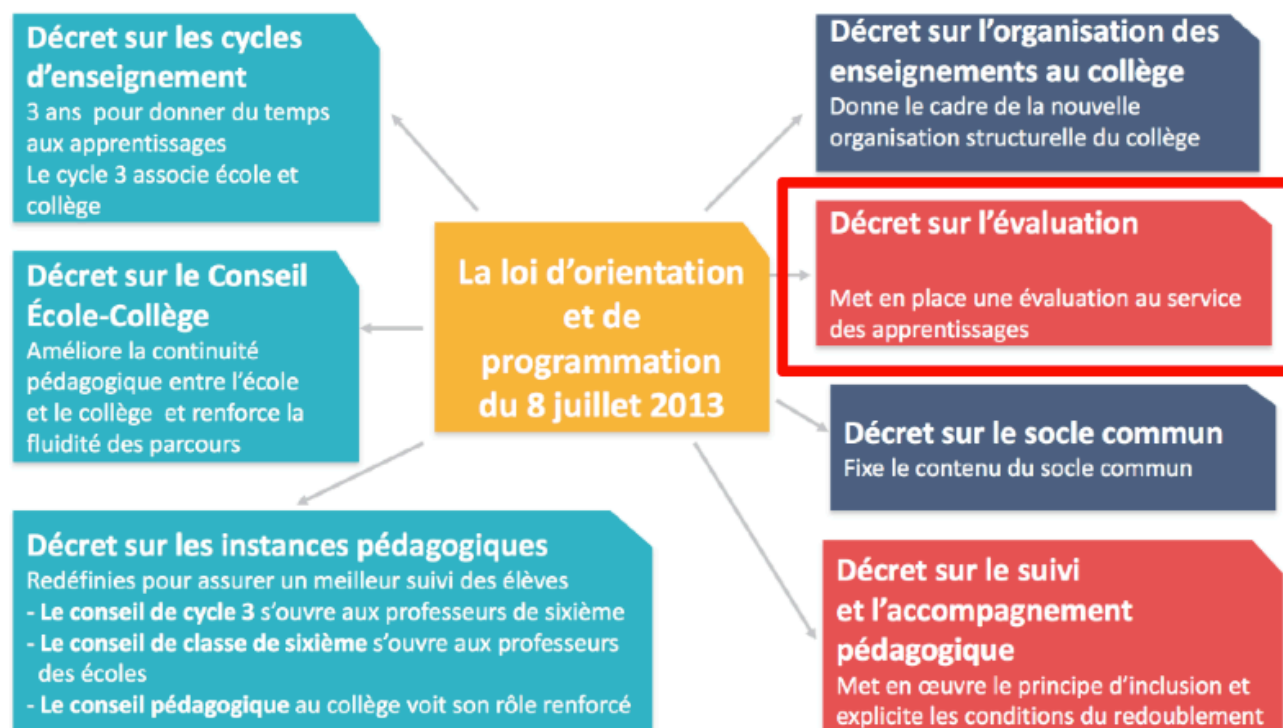 Décret sur les cycles
d'enseignement
3 ans pour donner du temps
aux apprentissages
Le cycle 3 associe école et
collège
Décret sur le Conseil
École-Collège
Améliore la continuité
pédagogique entre l'école
et le collège et renforce la
fluidité des parcours
Décret sur les instances pédagogiques
Redéfinies pour assurer un meilleur suivi des élèves
- Le conseil de cycle 3 s'ouvre aux professeurs de sixième
- Le conseil de classe de sixième s'ouvre aux professeurs
des écoles
- Le conseil pédagogique au collège voit son rôle renforcé
La loi d'orientation
et de
programmation
du 8 juillet 2013
Décret sur l'organisation des
enseignements au collège
Donne le cadre de la nouvelle
organisation structurelle du collège
Décret sur l'évaluation
Met en place une évaluation au service
des apprentissages
Décret sur le socle commun
Fixe le contenu du socle commun
Décret sur le suivi
et l'accompagnement
pédagogique
Met en œuvre le principe d'inclusion et
explicite les conditions du redoublement